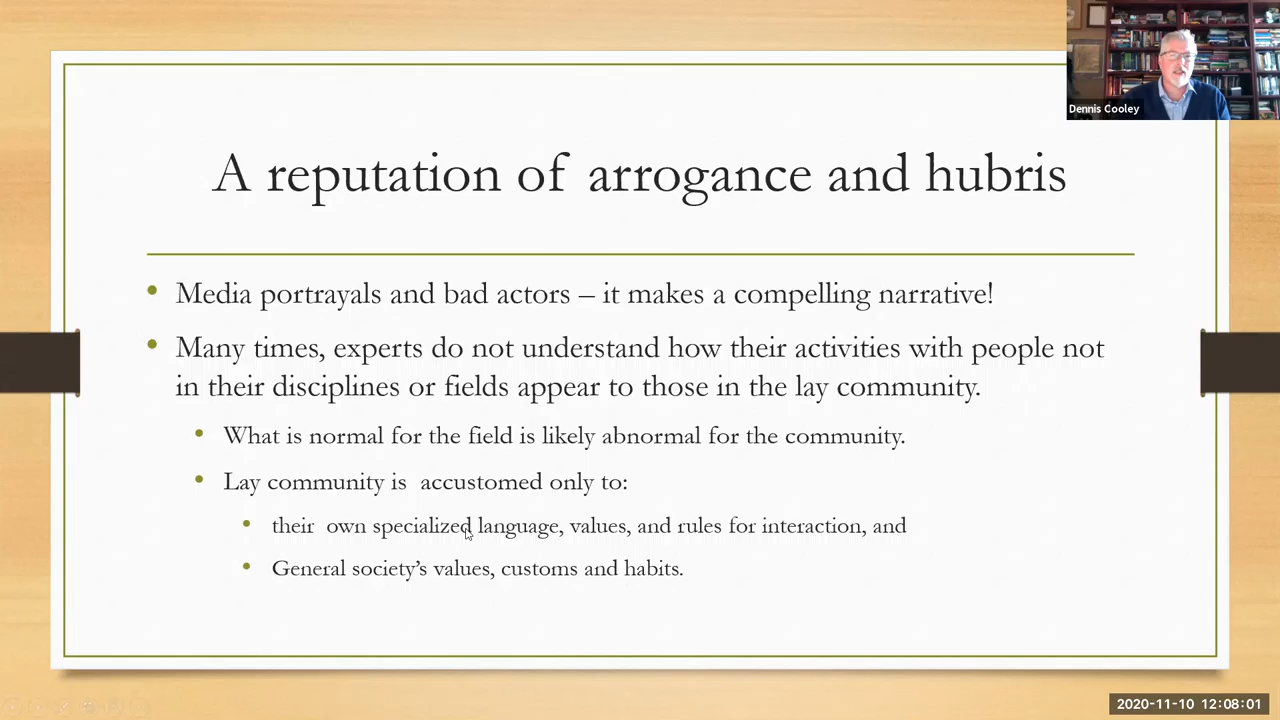 Dennis Cooley
A reputation of arrogance and hubris
Media portrayals and bad actors – it makes a compelling narrative!
Many times, experts do not understand how their activities with people not
in their disciplines or fields appear to those in the lay community.
What is normal for the field is likely abnormal for the community.
Lay community is accustomed only to:
their own specialized language, values, and rules for interaction, and
General society’s values, customs and habits.
2020-11-10 12:08:01